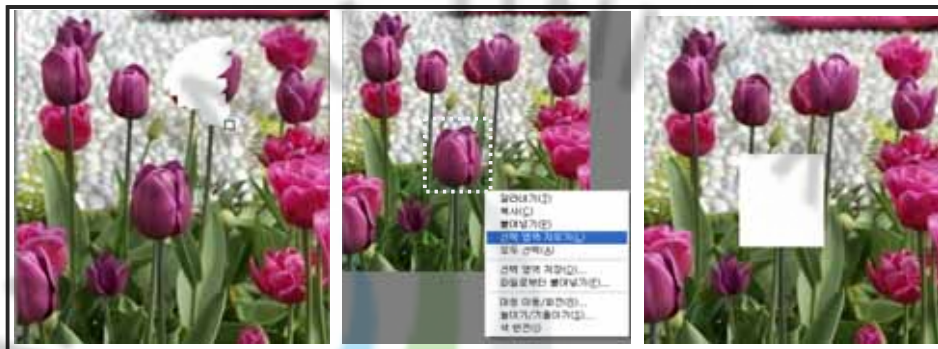 잘라내기(T)
복사(C)
붙여넣기(P)
선택 영역 지우기(L)
모두 선택(A)
선택 영역 저장(O)...
파일로부터 붙여넣기(F)...
대칭 이동/회전(R)...
늘이기/기울이기(S)...
색 반전(I)